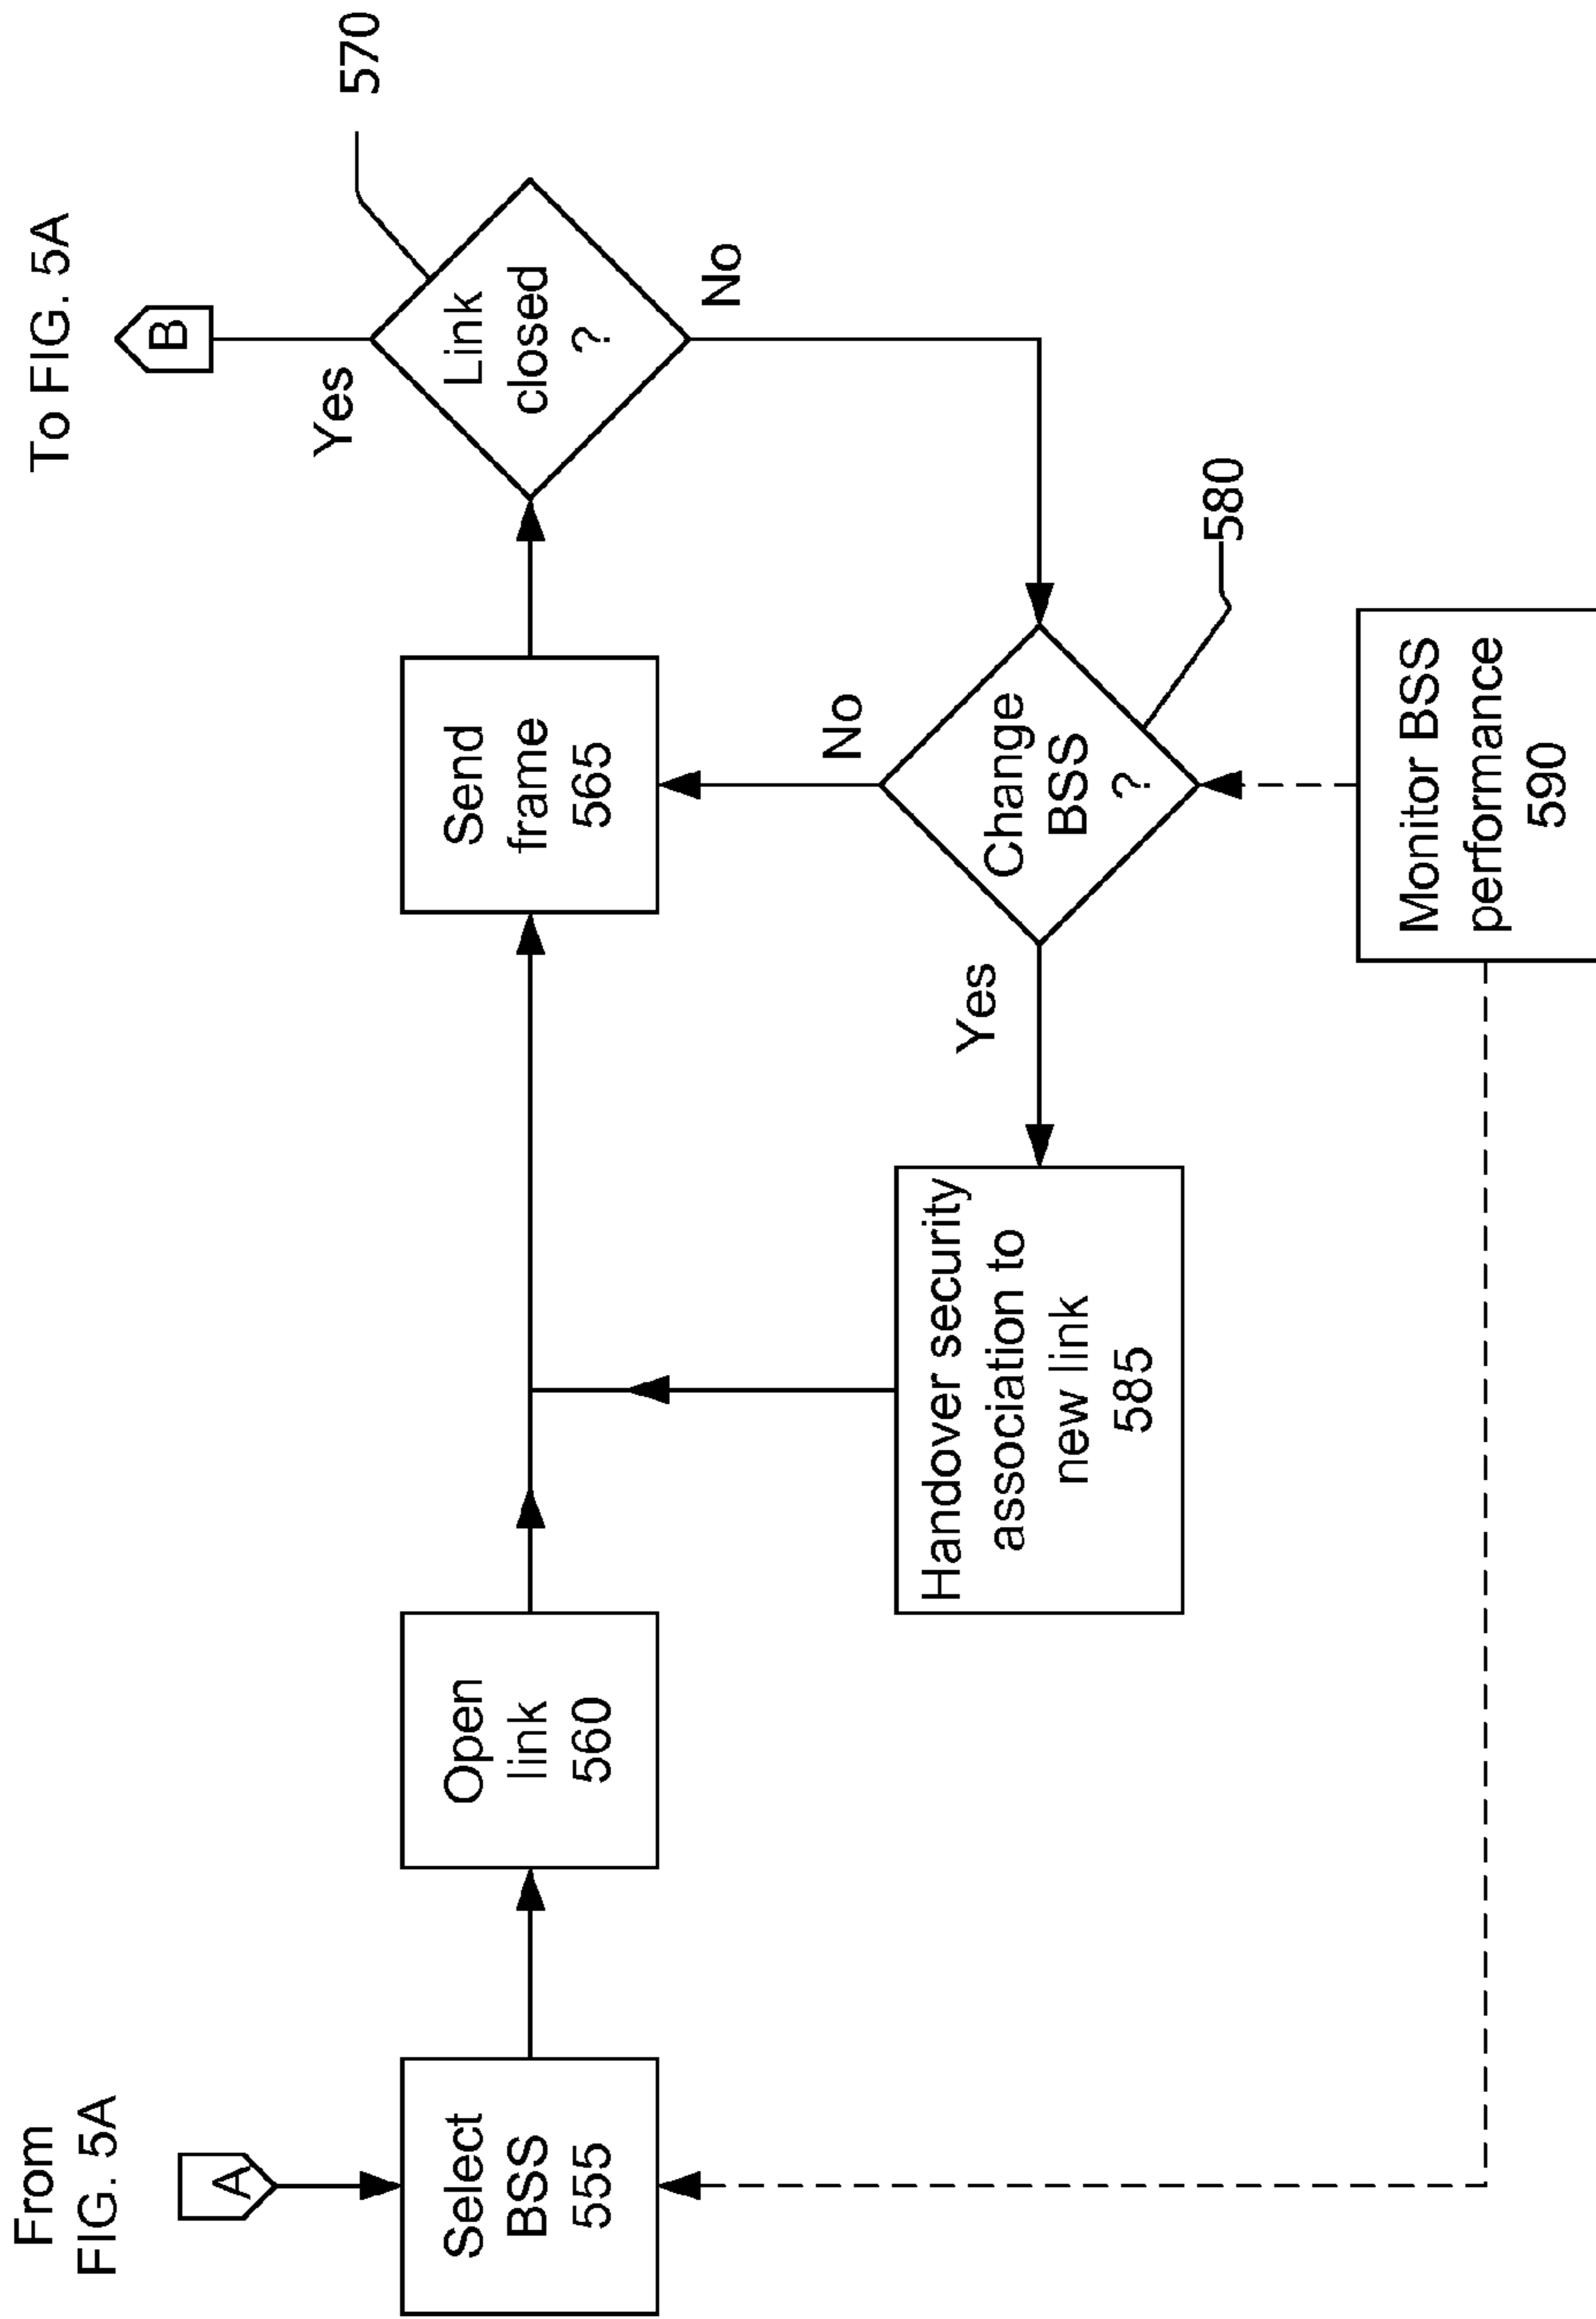 From
FIG. 5A
A
Select
BSS
555
Open
link
560
Send
frame
565
Link
closed
?
570
Yes
B
To FIG. 5A
No
Change
BSS
?
580
No
Yes
Handover security
association to
new link
585
Monitor BSS
performance
590